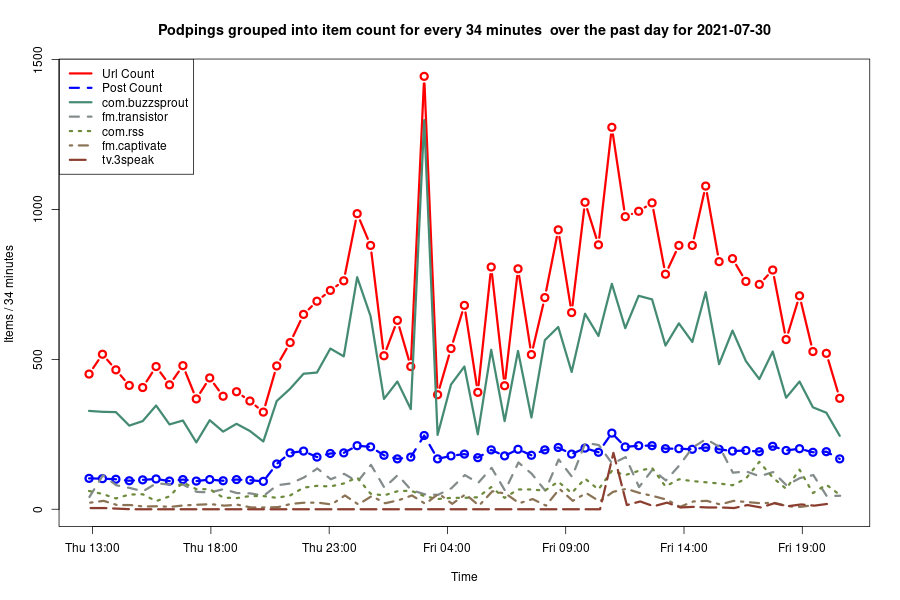 Podpings grouped into item count for every 34 minutes  over the past day for 2021-07-30
Items / 34 minutes
1500
1000
500
0
Url Count
Post Count
com.buzzsprout
fm.transistor
com.rss
fm.captivate
tv.3speak
Thu 13:00 Thu 18:00 Thu 23:00 Fri 04:00 Fri 09:00 Fri 14:00 Fri 19:00
Time